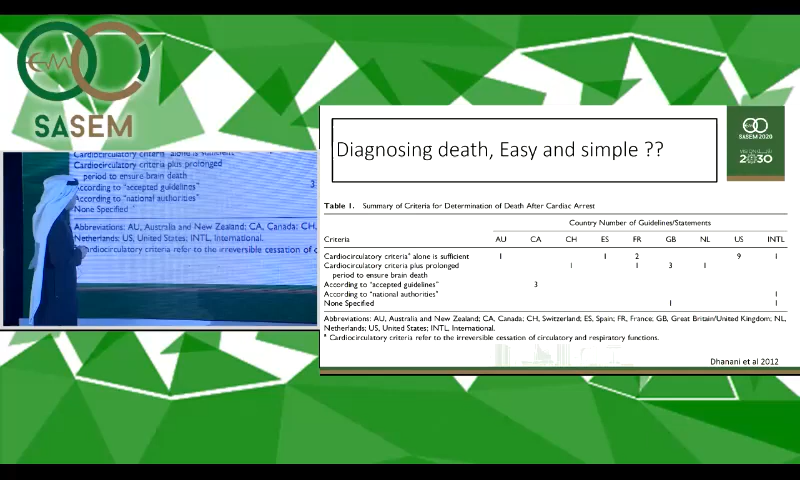 SASEM
SASEM 2020
2030
Diagnosing death, Easy and simple ??
Table 1. Summary of Criteria for Determination of Death After Cardiac Arrest
Country Number of Guidelines/Statements
Criteria AU CA CH ES FR GB NL US INTL
Cardiocirculatory criteriaª alone is sufficient 1 1 2 9 1
Cardiocirculatory criteria plus prolonged 1 1 3 1
period to ensure brain death
According to "accepted guidelines" 3
According to "national authorities" 1
None Specified 1 1
Abbreviations: AU, Australia and New Zealand; CA, Canada; CH, Switzerland; ES, Spain; FR, France; GB, Great Britain/United Kingdom; NL,
Netherlands; US, United States; INTL, International.
ª Cardiocirculatory criteria refer to the irreversible cessation of circulatory and respiratory functions.
Dhanani et al 2012
Cardiocirculatory criteria alone is sufficient
Cardiocirculatory criteria plus prolonged
period to ensure brain death
According to "accepted guidelines" 3
According to "national authorities"
None Specified
Abbreviations: AU, Australia and New Zealand; CA, Canada; CH,
Netherlands; US, United States; INTL, International.
Cardiocirculatory criteria refer to the irreversible cessation of c